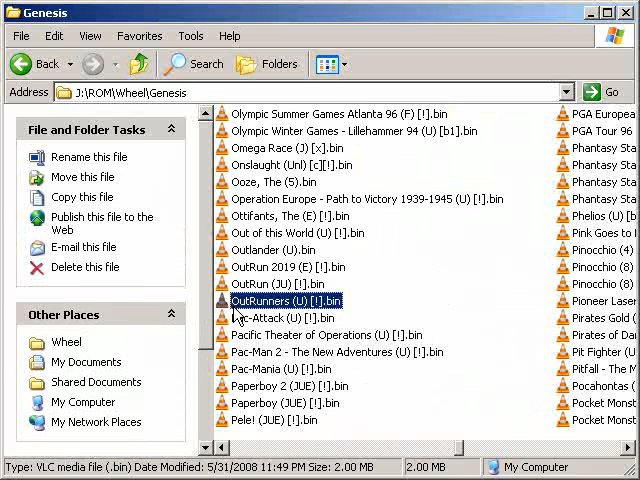 Genesis
File Edit View Favorites Tools Help
Back Search Folders
Address J:\ROM\Wheel\Genesis Go
File and Folder Tasks
Rename this file
Move this file
Copy this file
Publish this file to the
Web
E-mail this file
Delete this file
Other Places
Wheel
My Documents
Shared Documents
My Computer
My Network Places
Olympic Summer Games Atlanta 96 (F) [!].bin
Olympic Winter Games - Lillehammer 94 (U) [b1].bin
Omega Race (J) [x].bin
Onslaught (Unl) [c][!].bin
Ooze, The (5).bin
Operation Europe - Path to Victory 1939-1945 (U) [!].bin
Ottifants, The (E) [!].bin
Out of this World (U) [!].bin
Outlander (U).bin
OutRun 2019 (E) [!].bin
OutRun (JU) [!].bin
OutRunners (U) [!].bin
Pac-Attack (U) [!].bin
Pacific Theater of Operations (U) [!].bin
Pac-Man 2 - The New Adventures (U) [!].bin
Pac-Mania (U) [!].bin
Paperboy 2 (JUE) [!].bin
Paperboy (JUE) [!].bin
Pele! (JUE) [!].bin
PGA European
PGA Tour 96
Phantasy Sta
Phantasy Sta
Phantasy Sta
Phantasy Sta
Phelios (U) [b
Pink Goes to
Pinocchio (4)
Pinocchio (8)
Pinocchio (8)
Pioneer Laser
Pirates Gold (
Pirates of Dar
Pit Fighter (U
Pitfall - The M
Pocahontas (
Pocket Monst
Pocket Monst
Type: VLC media file (.bin) Date Modified: 5/31/2008 11:49 PM Size: 2.00 MB 2.00 MB My Computer